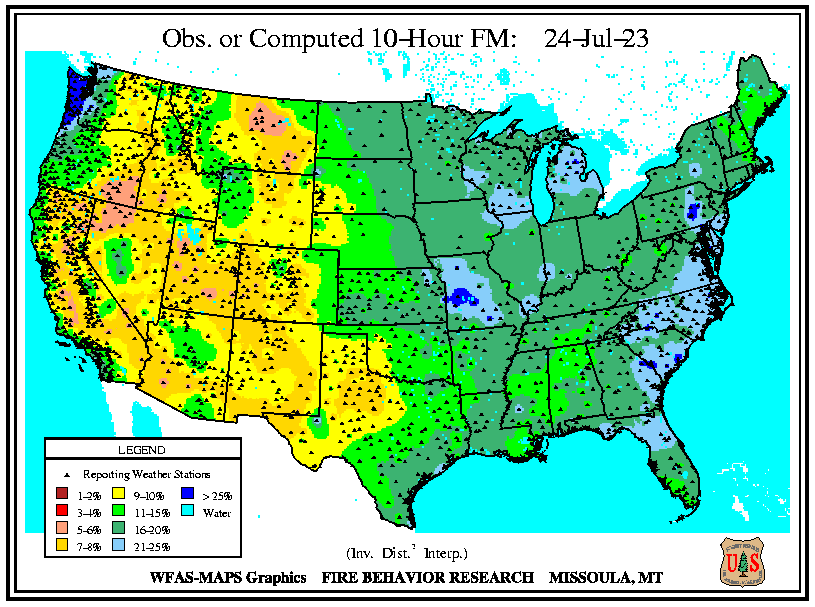 Obs. or Computed 10-Hour FM: 24-Jul-23
LEGEND
Reporting Weather Stations
1-2% 9-10% > 25%
3-4% 11-15% Water
5-6% 16-20%
7-8% 21-25%
(Inv. Dist.² Interp.)
WFAS-MAPS Graphics FIRE BEHAVIOR RESEARCH MISSOULA, MT
U S